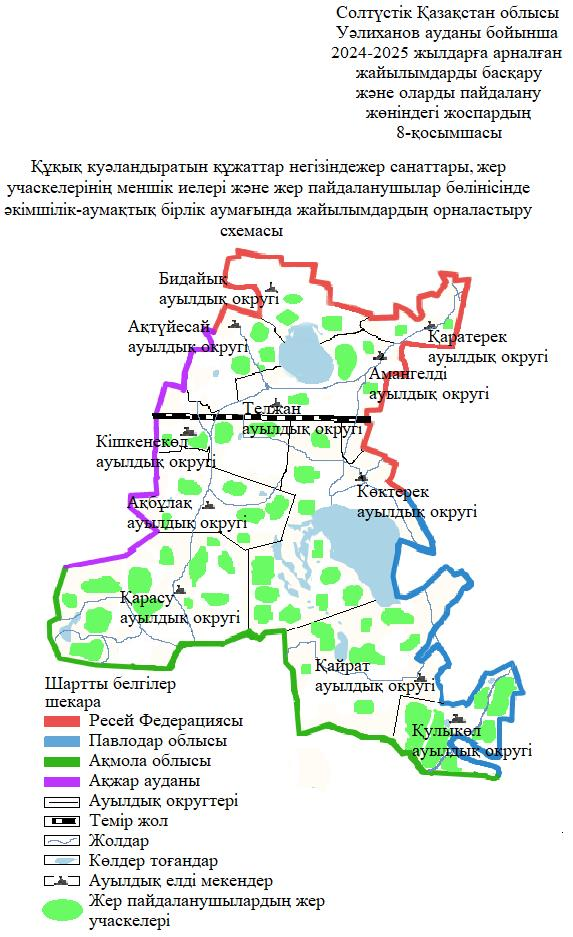 Солтүстік Қазақстан облысы
Уәлиханов ауданы бойынша
2024-2025 жылдарға арналған
жайылымдарды басқару
және оларды пайдалану
жөніндегі жоспардың
8-қосымшасы
Құқық куәландыратын құжаттар негізіндежер санаттары, жер
учаскелерінің меншік иелері және жер пайдаланушылар бөлінісінде
әкімшілік-аумақтық бірлік аумағында жайылымдардың орналастыру
схемасы
Бидайық
ауылдық округі
Ақтүйесай
ауылдық округі
Қаратерек
ауылдық округі
Амангелді
ауылдық округі
Телжан
ауылдық округі
Кішкенекөл
ауылдық округі
Көктерек
ауылдық округі
Ақбұлақ
ауылдық округі
Қарасу
ауылдық округі
Қайрат
ауылдық округі
Құлыкөл
ауылдық округі
Шартты белгілер
шекара
Ресей Федерациясы
Павлодар облысы
Ақмола облысы
Ақжар ауданы
Ауылдық округтері
Темір жол
Жолдар
Көлдер тоғандар
Ауылдық елді мекендер
Жер пайдаланушылардың жер
учаскелері